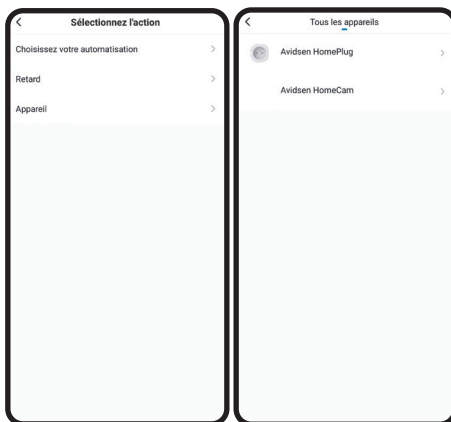 Sélectionnez l'action
Choisissez votre automatisation
Retard
Appareil
Tous les appareils
Avidsen HomePlug
Avidsen HomeCam